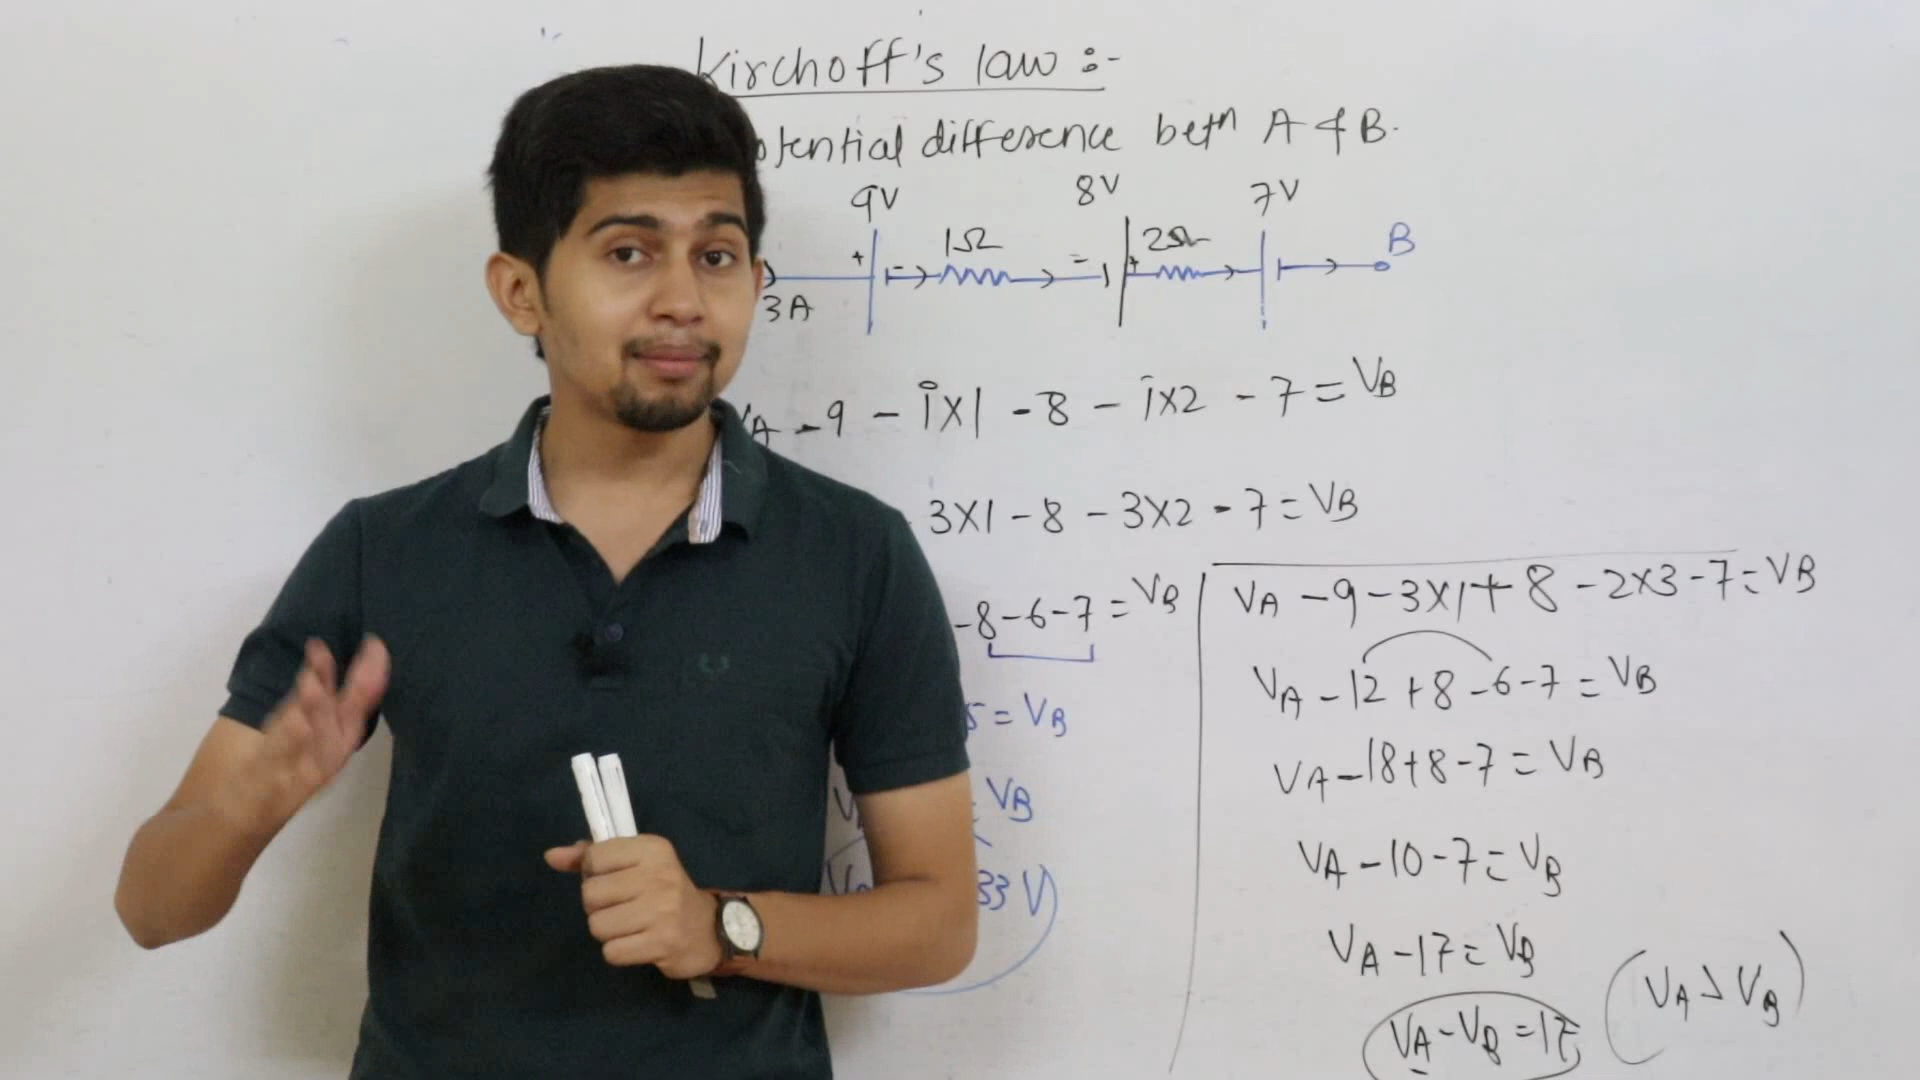 Kirchoff's law :-
otential difference betn A & B.
9V 8V 7V
+ - 1Ω - + 2Ω B
3A
VA - 9 - i×1 - 8 - i×2 - 7 = VB
3×1 - 8 - 3×2 - 7 = VB
-8-6-7 = VB
5 = VB
= VB
33 V
VA - 9 - 3×1 + 8 - 2×3 - 7 = VB
VA - 12 + 8 - 6 - 7 = VB
VA - 18 + 8 - 7 = VB
VA - 10 - 7 = VB
VA - 17 = VB
VA - VB = 17
VA > VB